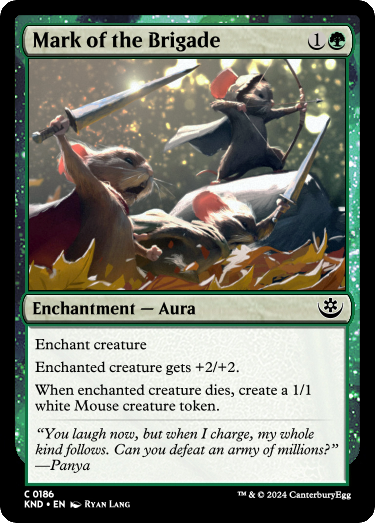 Mark of the Brigade 1
Enchantment — Aura
Enchant creature
Enchanted creature gets +2/+2.
When enchanted creature dies, create a 1/1
white Mouse creature token.
“You laugh now, but when I charge, my whole
kind follows. Can you defeat an army of millions?”
—Panya
C 0186
KND • EN Ryan Lang
™ & © 2024 CanterburyEgg